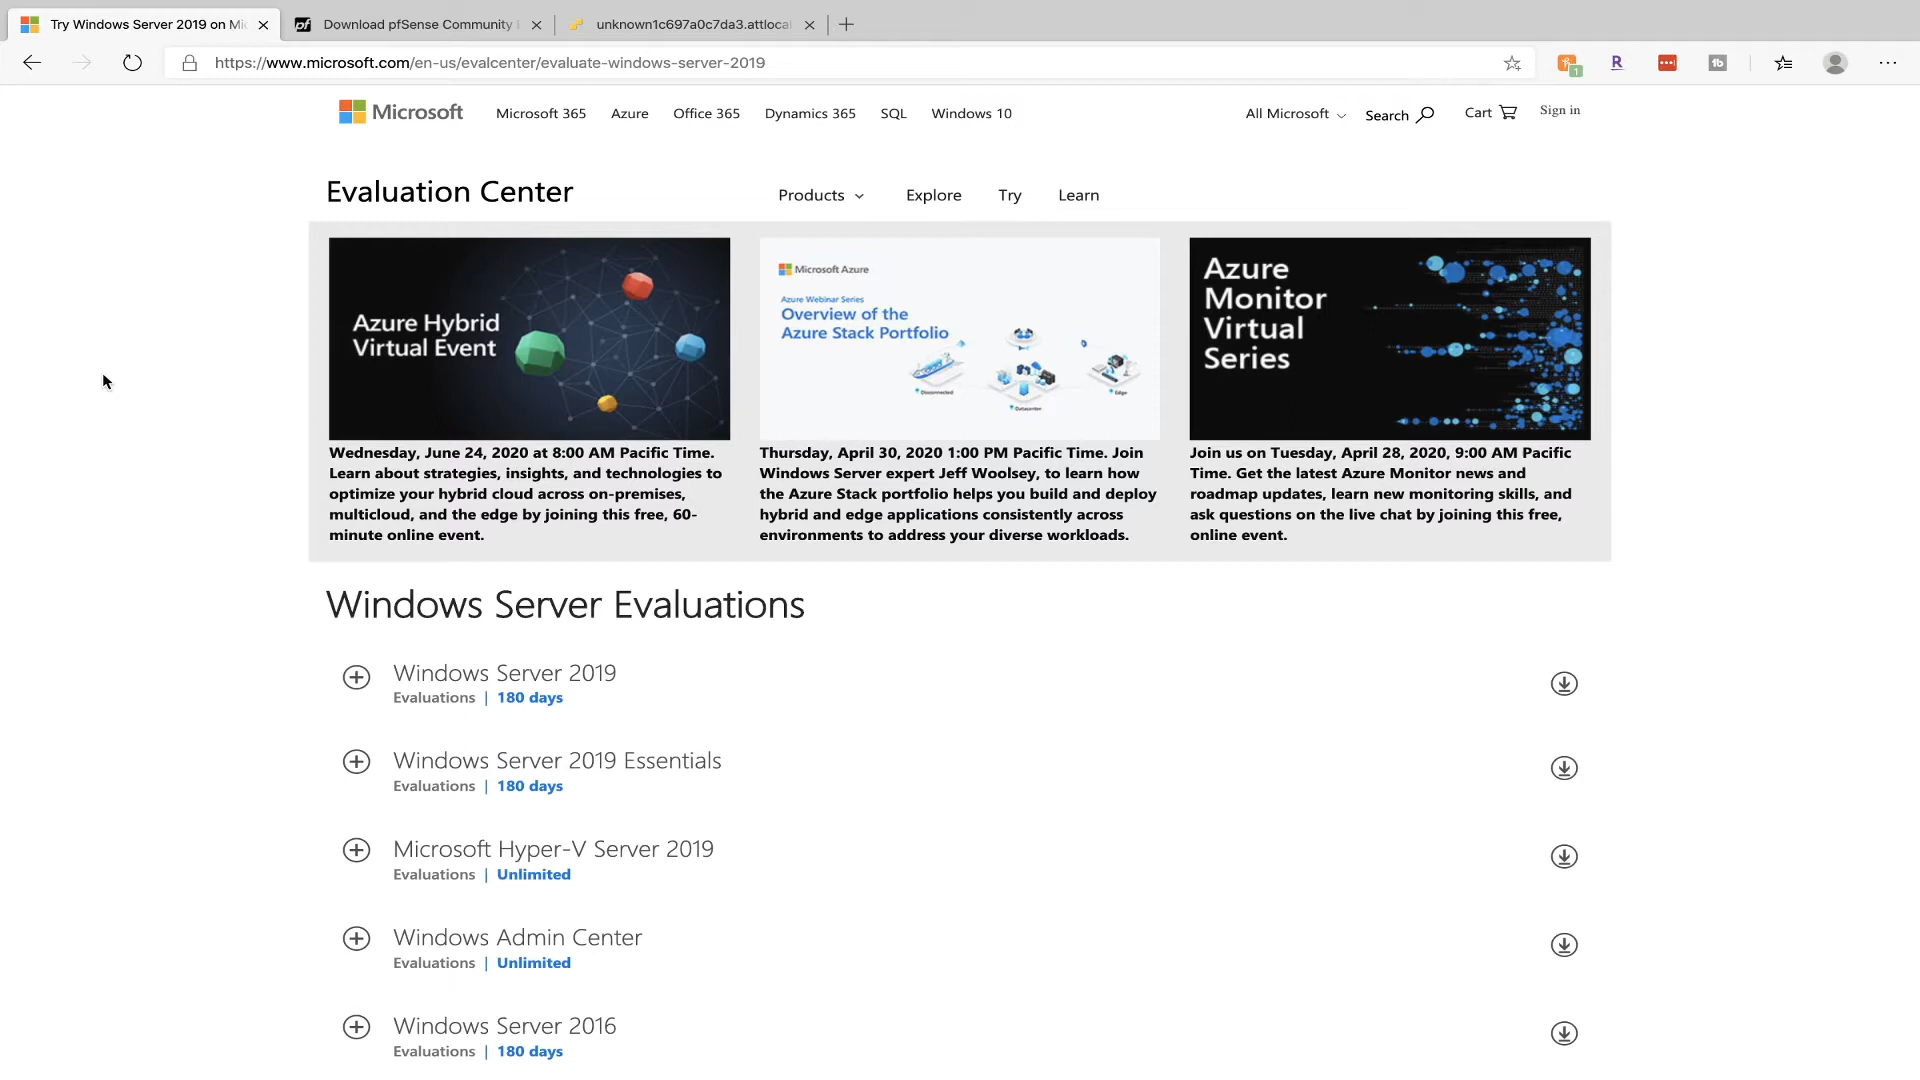 Try Windows Server 2019 on Mi
Download pfSense Community
unknown1c697a0c7da3.attlocal
https://www.microsoft.com/en-us/evalcenter/evaluate-windows-server-2019
1
R
tb
Microsoft
Microsoft 365
Azure
Office 365
Dynamics 365
SQL
Windows 10
All Microsoft
Search
Cart
Sign in
Evaluation Center
Products
Explore
Try
Learn
Azure Hybrid
Virtual Event
Microsoft Azure
Azure Webinar Series
Overview of the
Azure Stack Portfolio
Disconnected
Datacenter
Edge
Azure
Monitor
Virtual
Series
Wednesday, June 24, 2020 at 8:00 AM Pacific Time.
Learn about strategies, insights, and technologies to
optimize your hybrid cloud across on-premises,
multicloud, and the edge by joining this free, 60-
minute online event.
Thursday, April 30, 2020 1:00 PM Pacific Time. Join
Windows Server expert Jeff Woolsey, to learn how
the Azure Stack portfolio helps you build and deploy
hybrid and edge applications consistently across
environments to address your diverse workloads.
Join us on Tuesday, April 28, 2020, 9:00 AM Pacific
Time. Get the latest Azure Monitor news and
roadmap updates, learn new monitoring skills, and
ask questions on the live chat by joining this free,
online event.
Windows Server Evaluations
Windows Server 2019
Evaluations | 180 days
Windows Server 2019 Essentials
Evaluations | 180 days
Microsoft Hyper-V Server 2019
Evaluations | Unlimited
Windows Admin Center
Evaluations | Unlimited
Windows Server 2016
Evaluations | 180 days